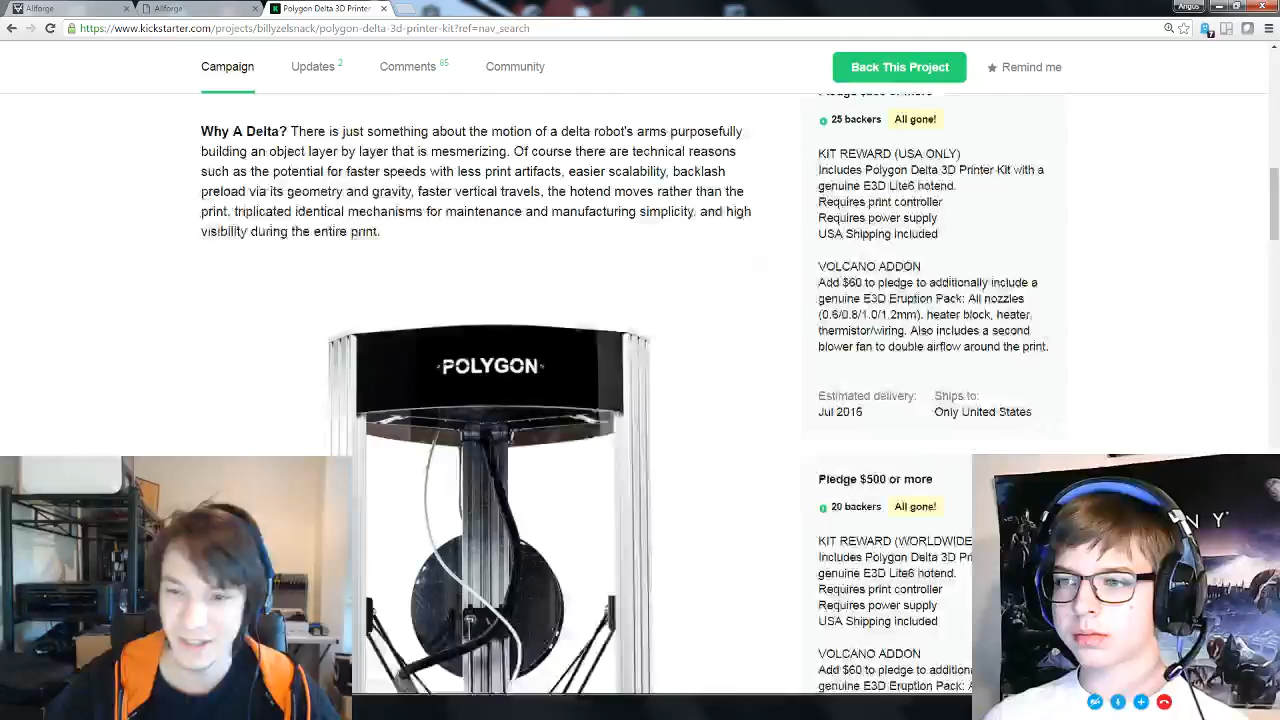 Allforge
Allforge
Polygon Delta 3D Printer
Angus
https://www.kickstarter.com/projects/billyzelsnack/polygon-delta-3d-printer-kit?ref=nav_search
Campaign
Updates 2
Comments 85
Community
Back This Project
Remind me
Why A Delta? There is just something about the motion of a delta robot's arms purposefully
building an object layer by layer that is mesmerizing. Of course there are technical reasons
such as the potential for faster speeds with less print artifacts, easier scalability, backlash
preload via its geometry and gravity, faster vertical travels, the hotend moves rather than the
print, triplicated identical mechanisms for maintenance and manufacturing simplicity, and high
visibility during the entire print.
POLYGON
25 backers All gone!
KIT REWARD (USA ONLY)
Includes Polygon Delta 3D Printer Kit with a
genuine E3D Lite6 hotend.
Requires print controller
Requires power supply
USA Shipping included
VOLCANO ADDON
Add $60 to pledge to additionally include a
genuine E3D Eruption Pack: All nozzles
(0.6/0.8/1.0/1.2mm). heater block, heater,
thermistor/wiring. Also includes a second
blower fan to double airflow around the print.
Estimated delivery: Ships to:
Jul 2016 Only United States
Pledge $500 or more
20 backers All gone!
KIT REWARD (WORLDWIDE
Includes Polygon Delta 3D Pri
genuine E3D Lite6 hotend.
Requires print controller
Requires power supply
USA Shipping included
VOLCANO ADDON
Add $60 to pledge to addition
genuine E3D Eruption Pack: A
N Y